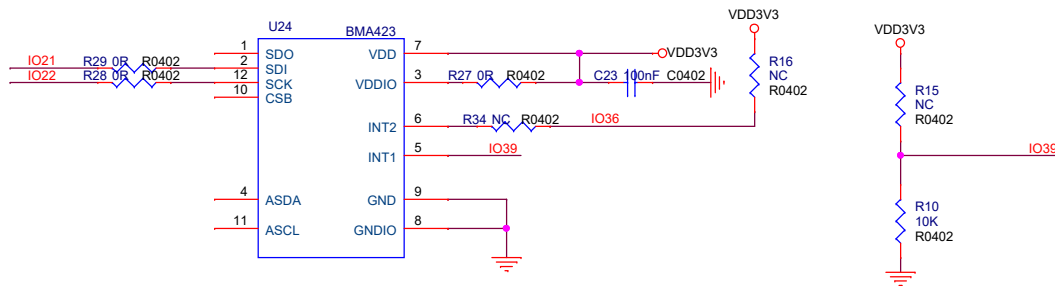 U24
BMA423
VDD3V3
1
SDO
VDD
7
VDD3V3
IO21
R29 0R
R0402
2
SDI
IO22
R28 0R
R0402
12
SCK
VDDIO
3
R27 0R
R0402
C23 100nF C0402
10
CSB
R16
NC
R0402
VDD3V3
R15
NC
R0402
INT2
6
R34 NC
R0402
IO36
INT1
5
IO39
IO39
4
ASDA
GND
9
11
ASCL
GNDIO
8
R10
10K
R0402